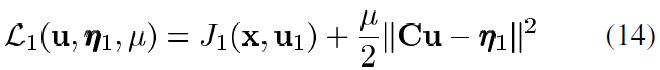 𝓛₁(𝐮, 𝜼₁, μ) = J₁(𝐱, 𝐮₁) + μ/2 ‖𝐂𝐮 − 𝜼₁‖² (14)